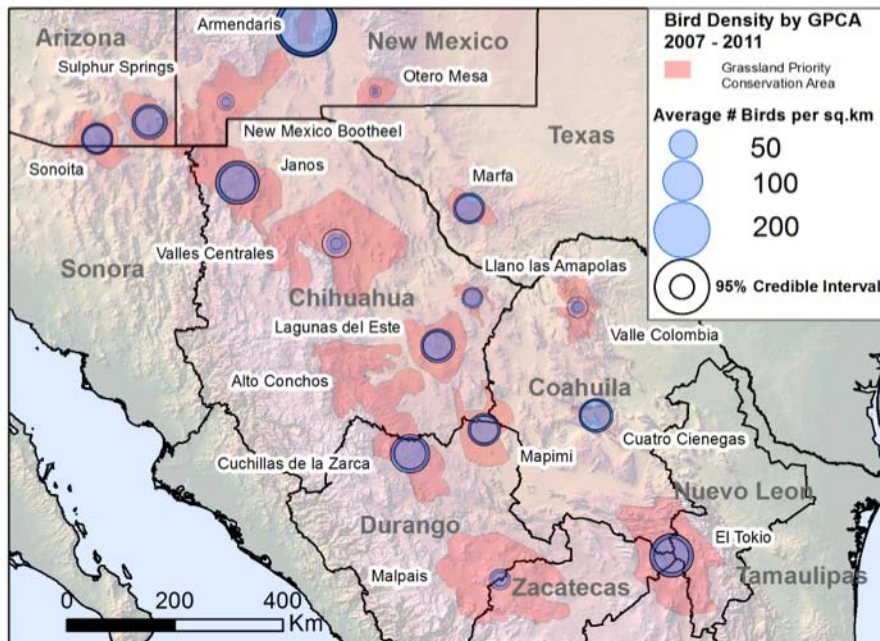 Armendaris
Arizona
New Mexico
Sulphur Springs
Otero Mesa
Texas
New Mexico Bootheel
Sonoita
Janos
Marfa
Valles Centrales
Llano las Amapolas
Sonora
Chihuahua
Lagunas del Este
Valle Colombia
Alto Conchos
Coahuila
Cuatro Cienegas
Cuchillas de la Zarca
Mapimi
Nuevo Leon
Durango
El Tokio
Malpais
Zacatecas
Tamaulipas
0 200 400
Km
Bird Density by GPCA
2007 - 2011
Grassland Priority
Conservation Area
Average # Birds per sq.km
50
100
200
95% Credible Interval